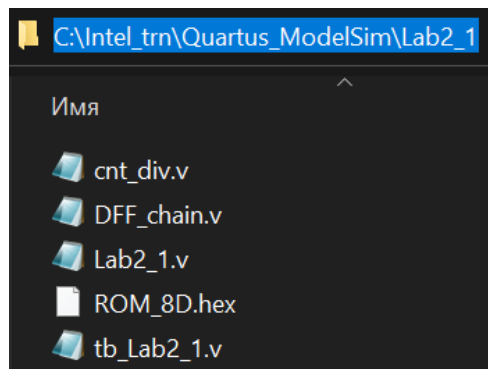 C:\Intel_trn\Quartus_ModelSim\Lab2_1
Имя
cnt_div.v
DFF_chain.v
Lab2_1.v
ROM_8D.hex
tb_Lab2_1.v